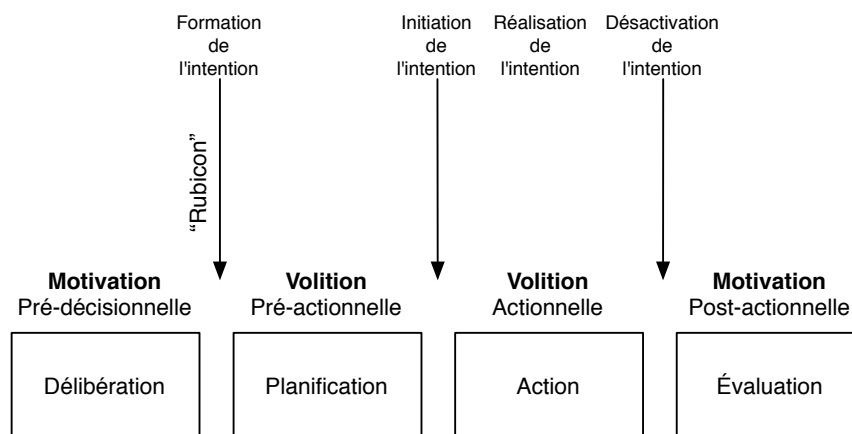 Formation
de
l'intention
Initiation
de
l'intention
Réalisation
de
l'intention
Désactivation
de
l'intention
“Rubicon”
Motivation
Pré-décisionnelle
Volition
Pré-actionnelle
Volition
Actionnelle
Motivation
Post-actionnelle
Délibération
Planification
Action
Évaluation